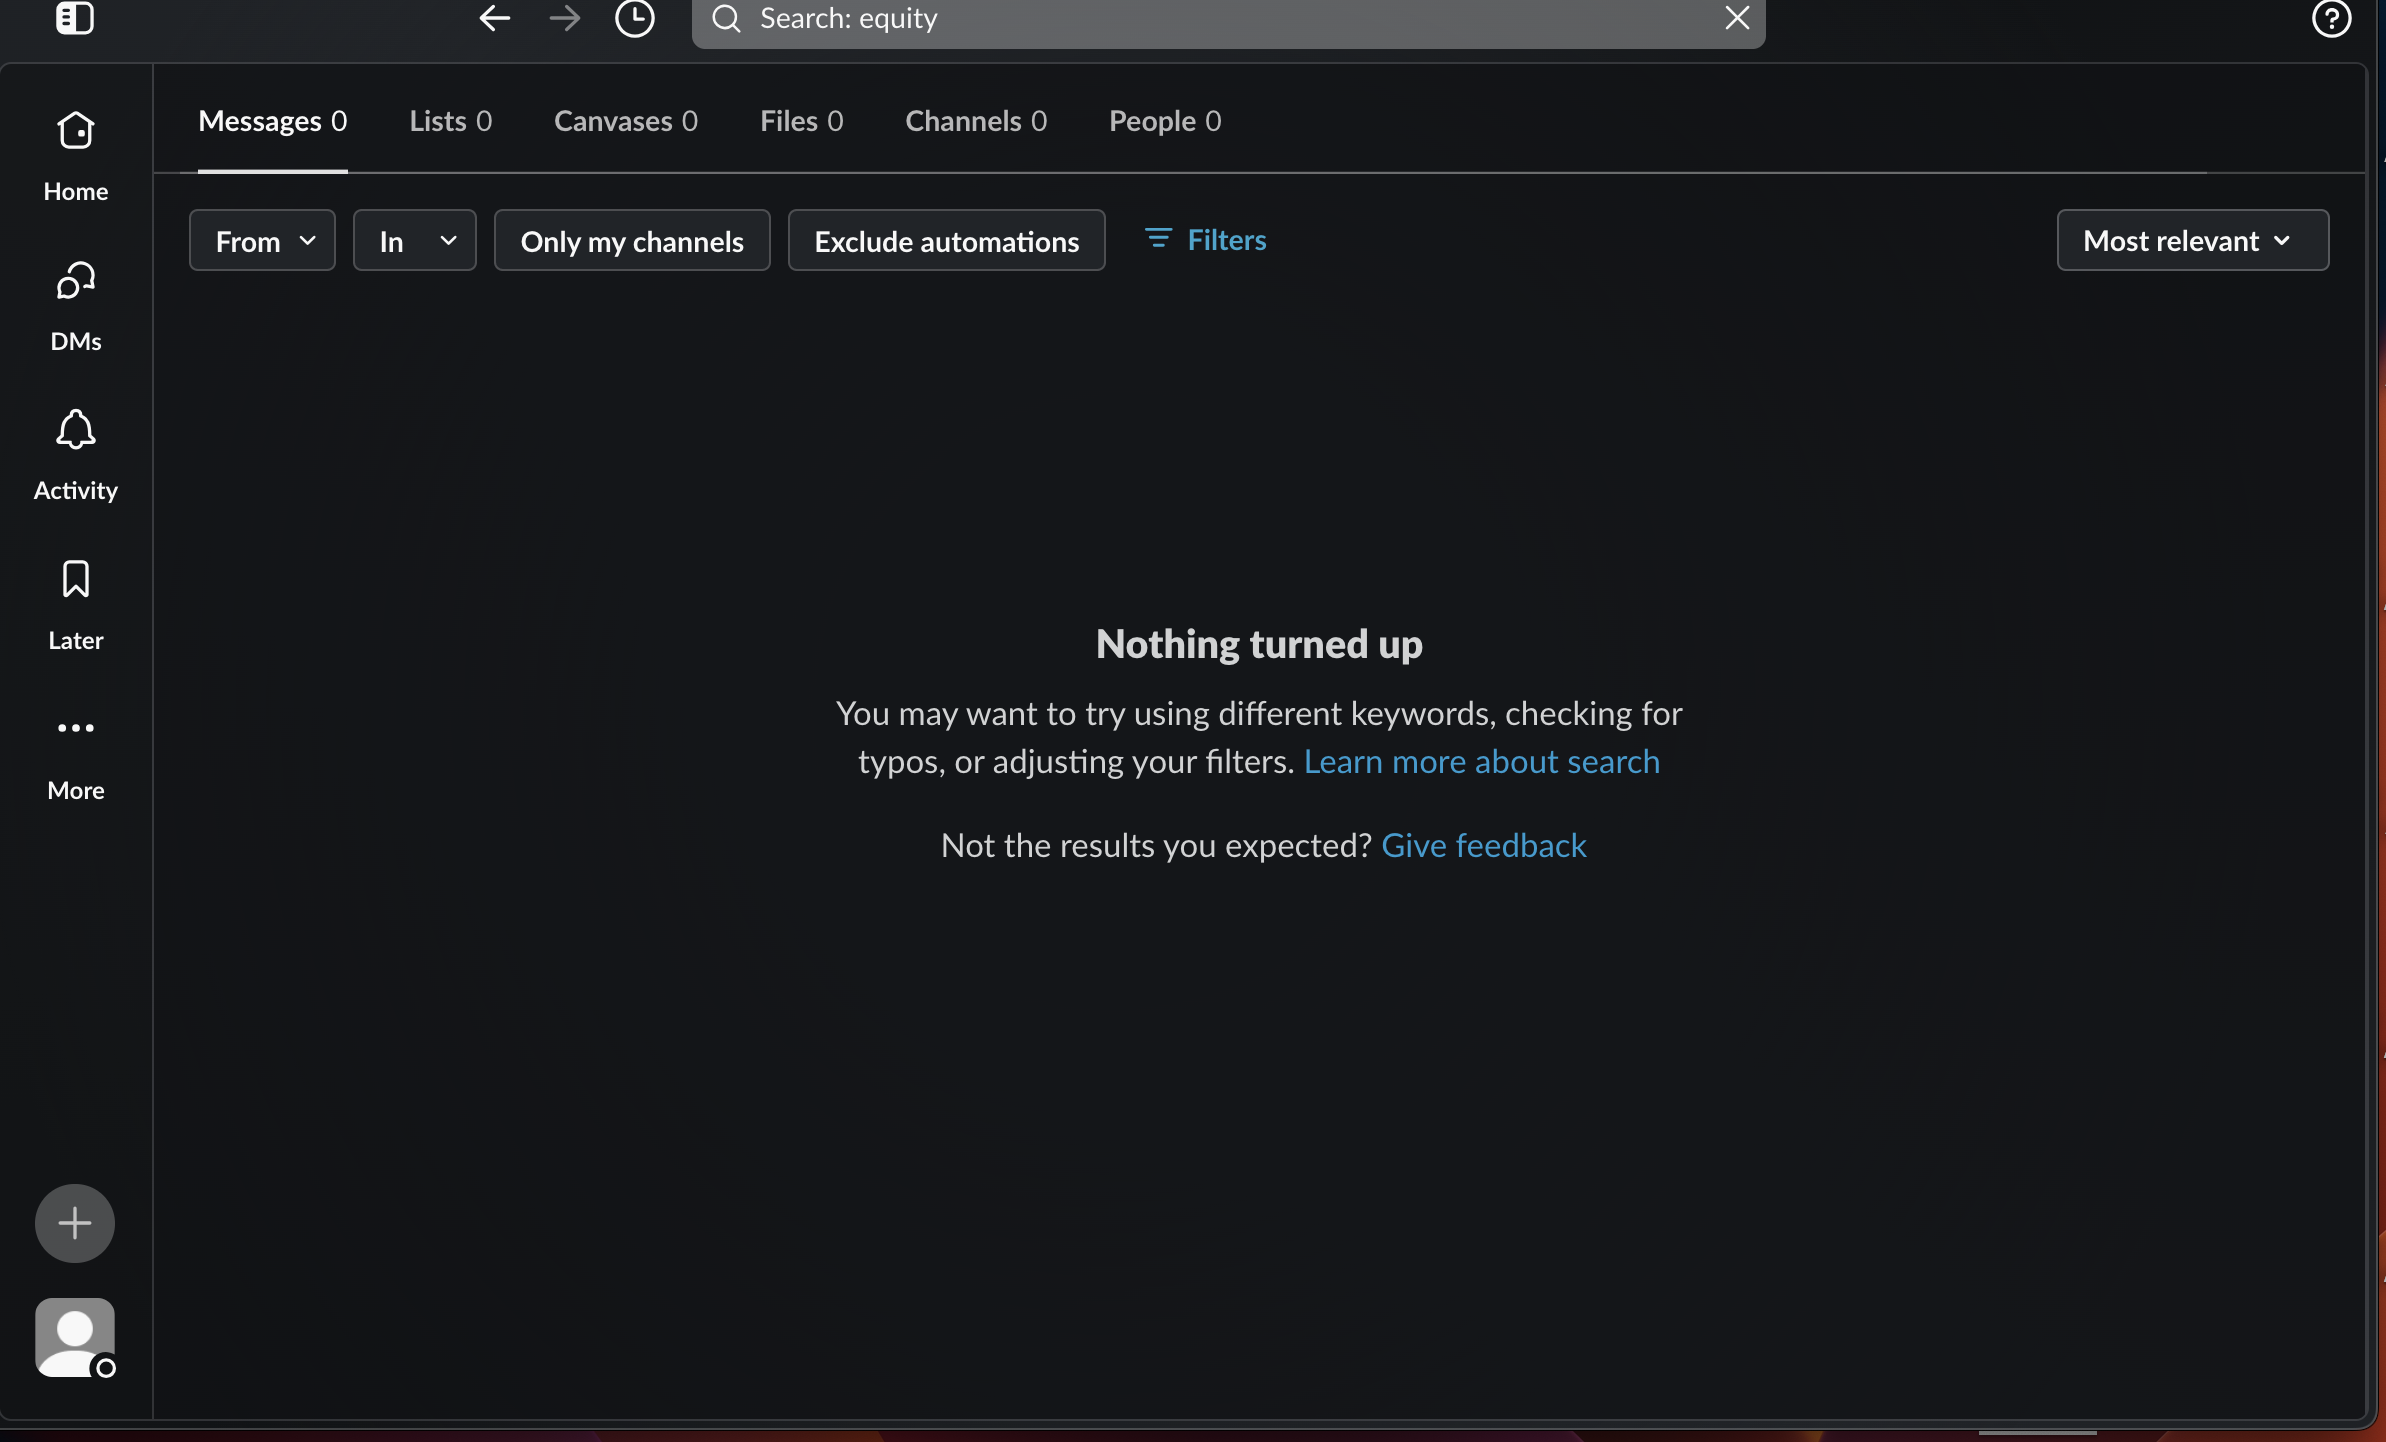 Search: equity
Messages 0
Lists 0
Canvases 0
Files 0
Channels 0
People 0
Home
DMs
Activity
Later
More
From
In
Only my channels
Exclude automations
Filters
Most relevant
Nothing turned up
You may want to try using different keywords, checking for
typos, or adjusting your filters. Learn more about search
Not the results you expected? Give feedback